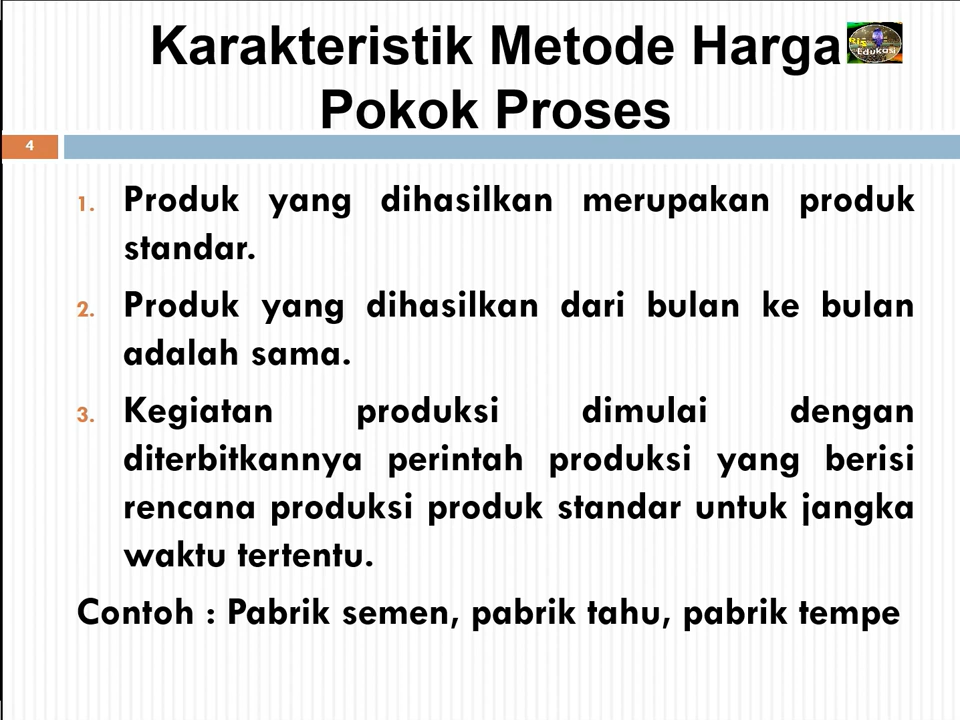 Karakteristik Metode Harga
Pokok Proses
Edukasi
4
1. Produk yang dihasilkan merupakan produk
standar.
2. Produk yang dihasilkan dari bulan ke bulan
adalah sama.
3. Kegiatan produksi dimulai dengan
diterbitkannya perintah produksi yang berisi
rencana produksi produk standar untuk jangka
waktu tertentu.
Contoh : Pabrik semen, pabrik tahu, pabrik tempe